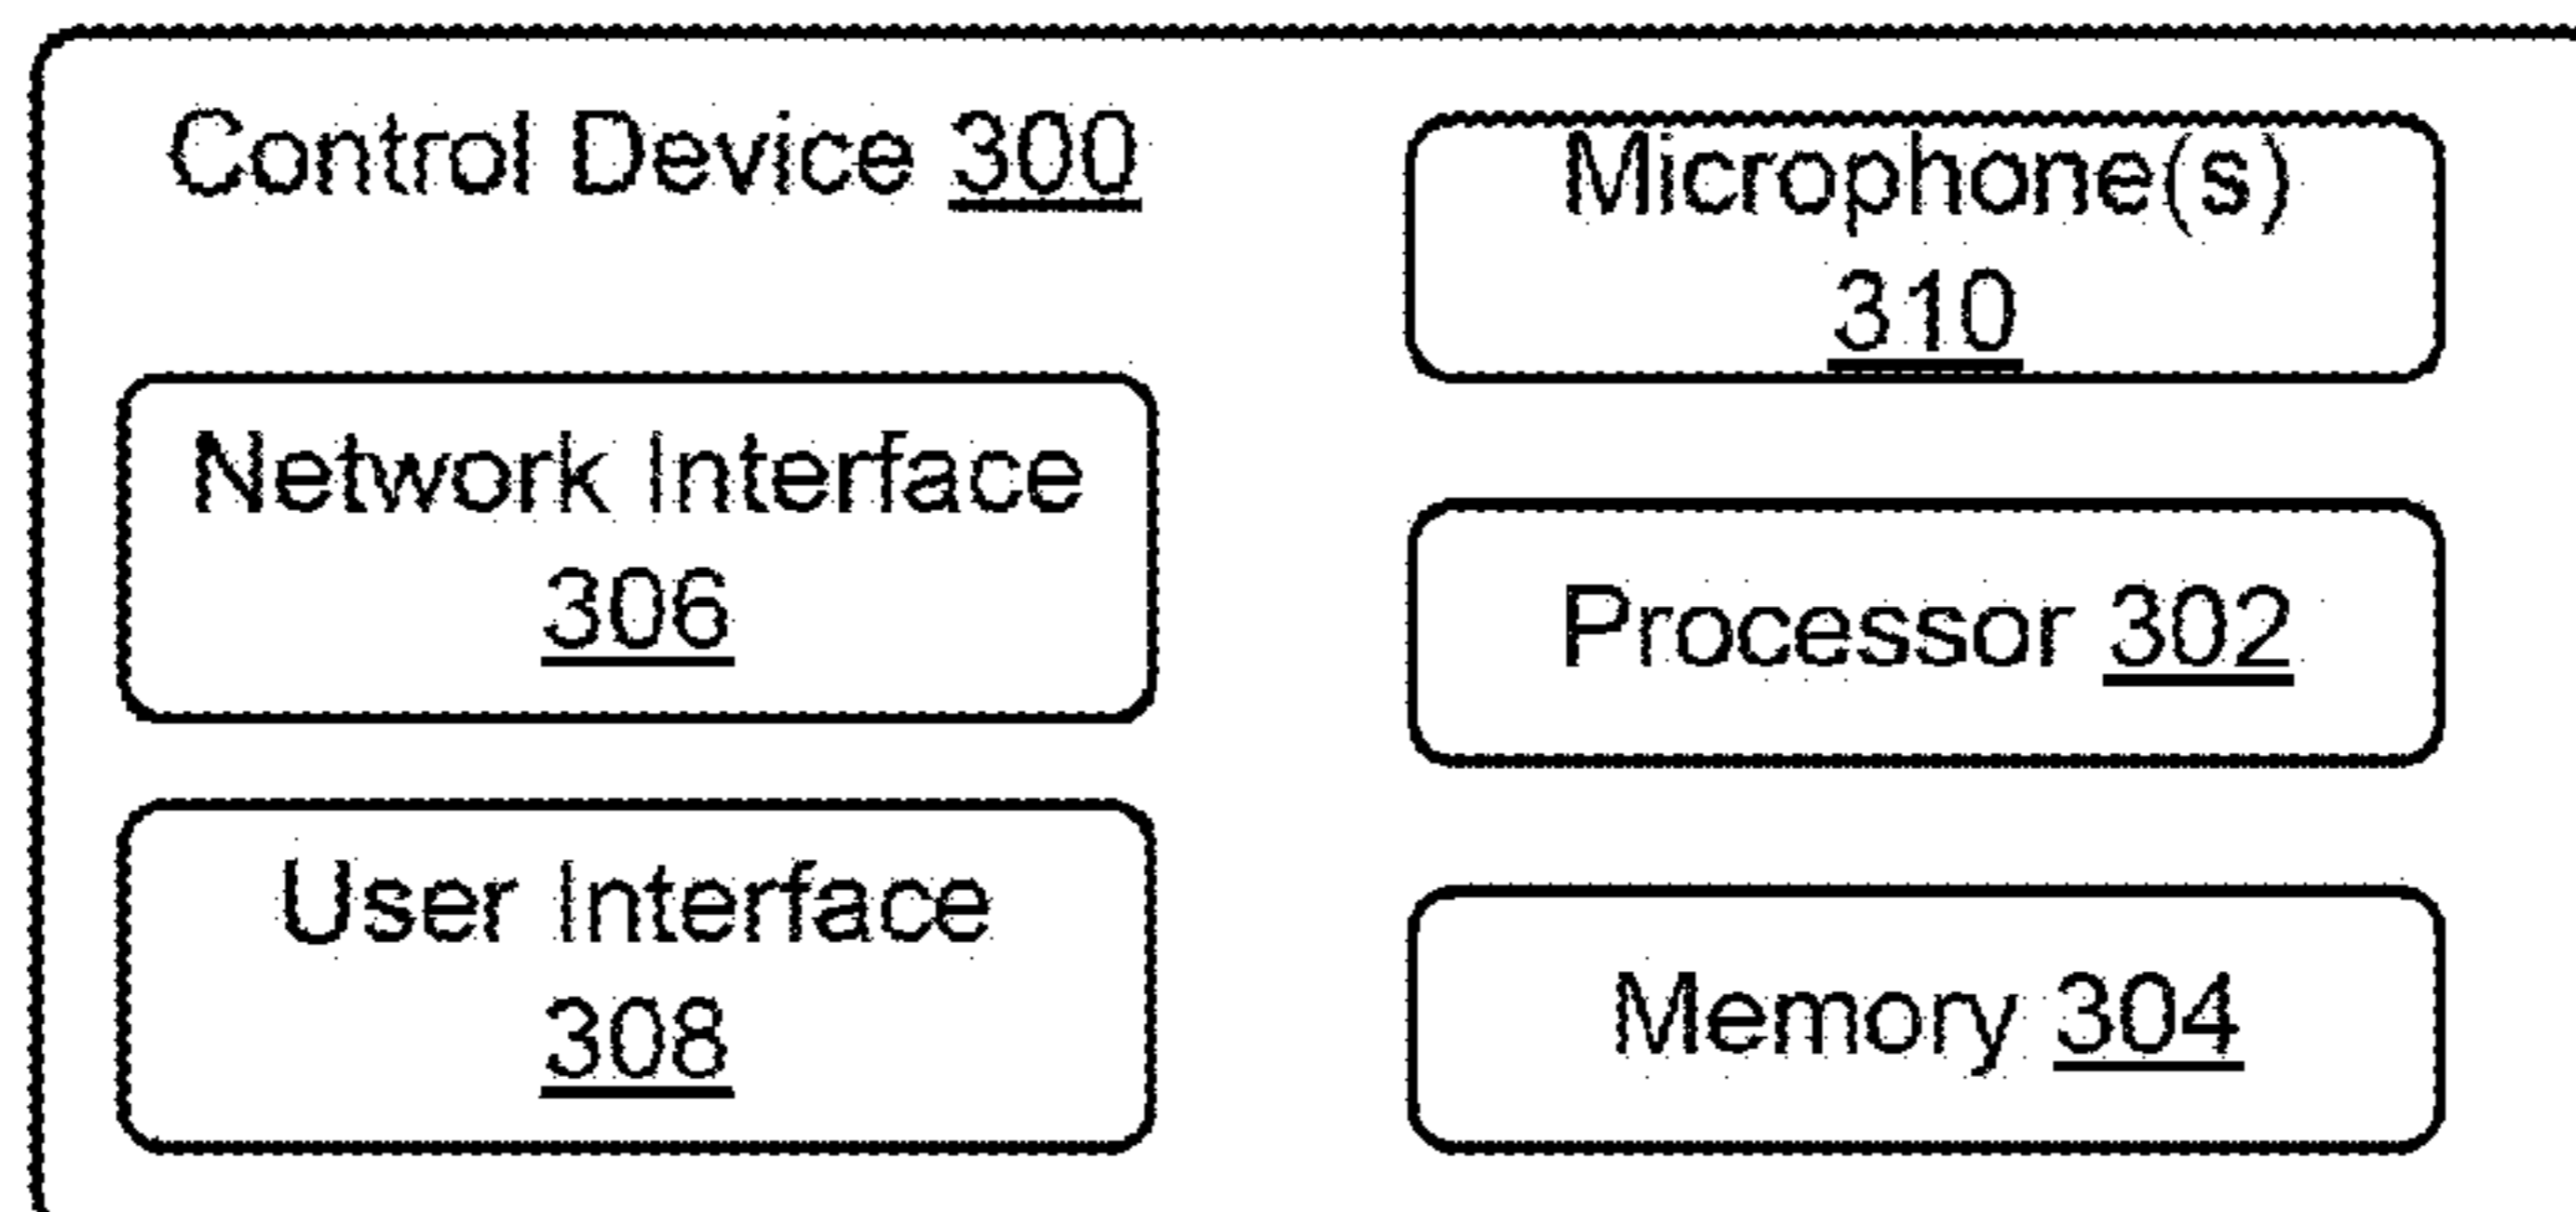 Control Device 300
Microphone(s)
310
Network Interface
306
Processor 302
User Interface
308
Memory 304